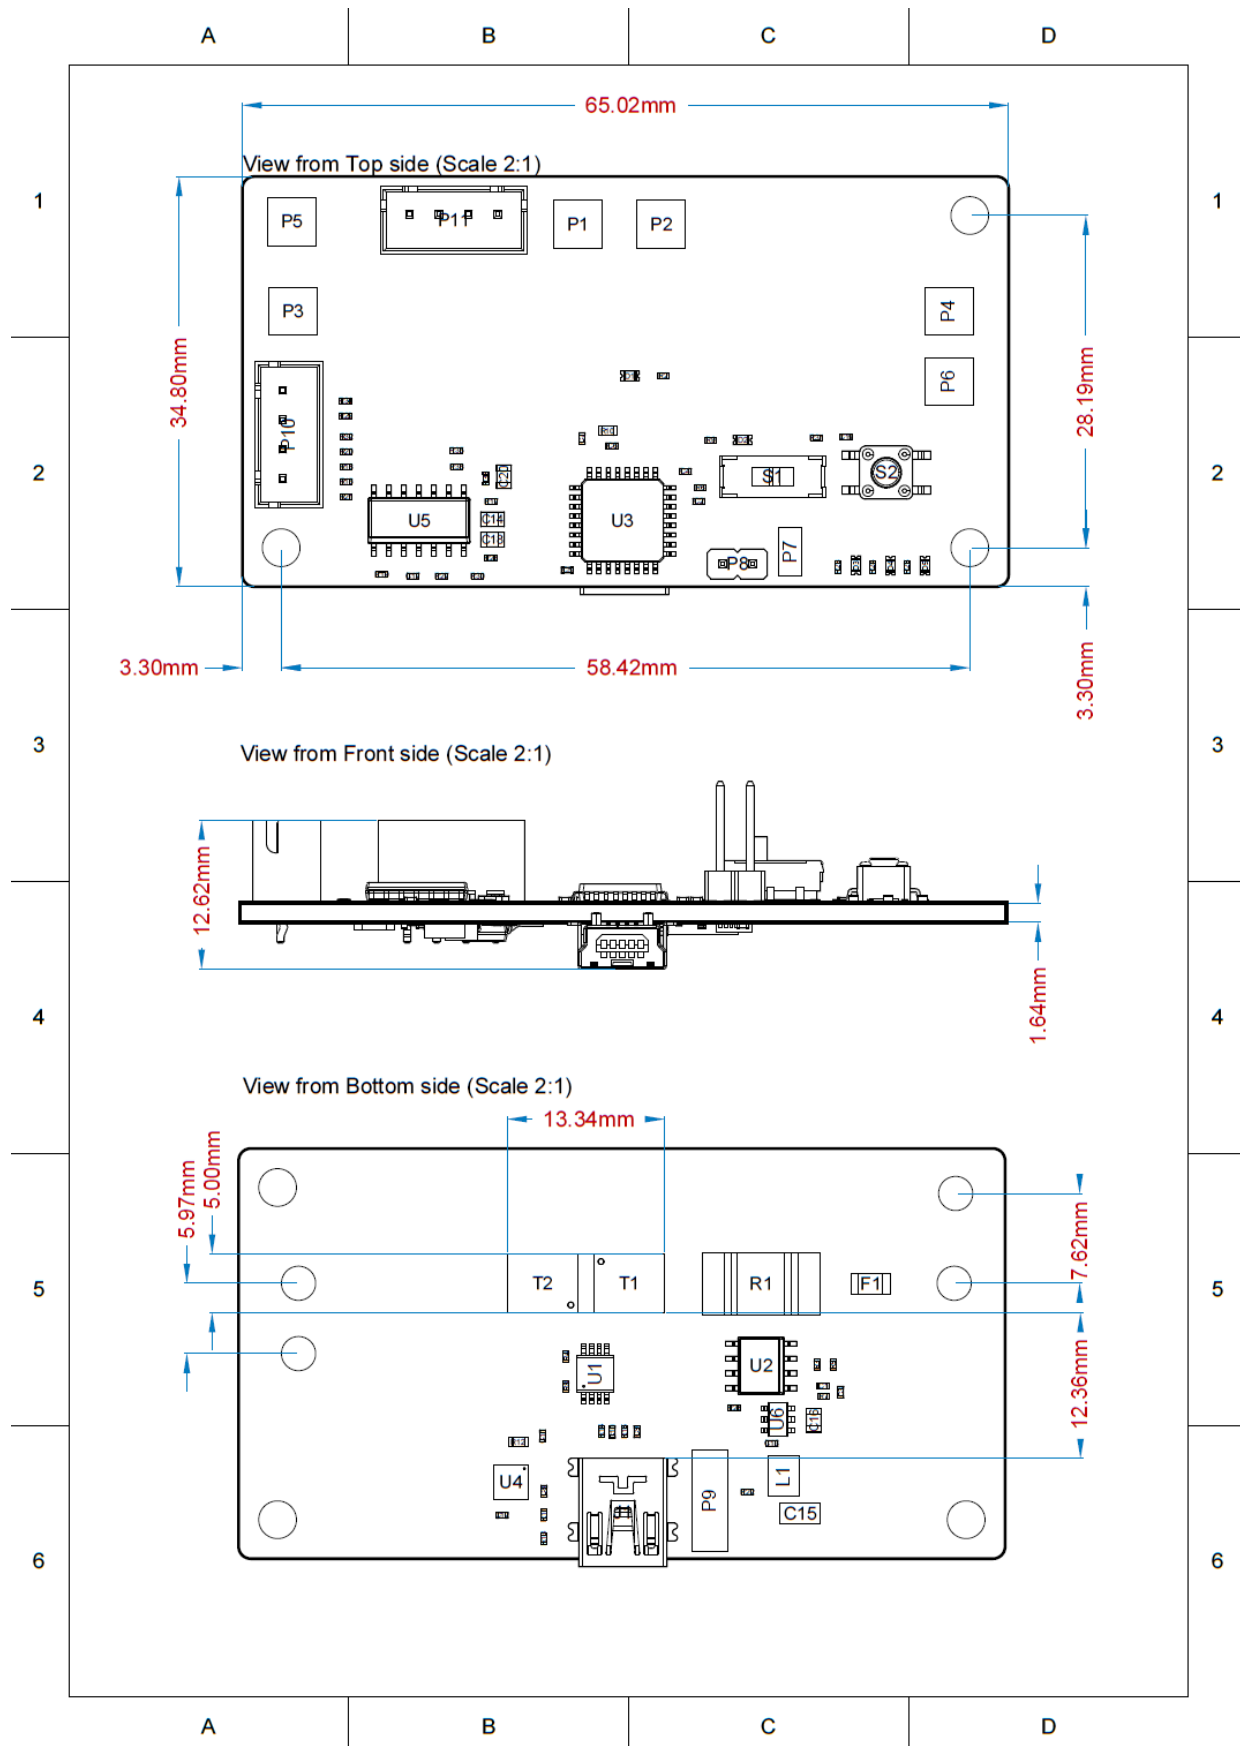 A B C D
65.02mm
View from Top side (Scale 2:1)
1 1
P5 P11 P1 P2
P3 P4
P6
34.80mm
28.19mm
P10
R10
2 2
S1 S2
U5 C14 U3
P7
P8
3.30mm 58.42mm
3.30mm
3 3
View from Front side (Scale 2:1)
12.62mm
1.64mm
4 4
View from Bottom side (Scale 2:1)
13.34mm
5.97mm
5.00mm
7.62mm
5 5
T2 T1 R1 F1
U1 U2
12.36mm
U6 C16
R12
U4 P9 L1
C15
6 6
A B C D